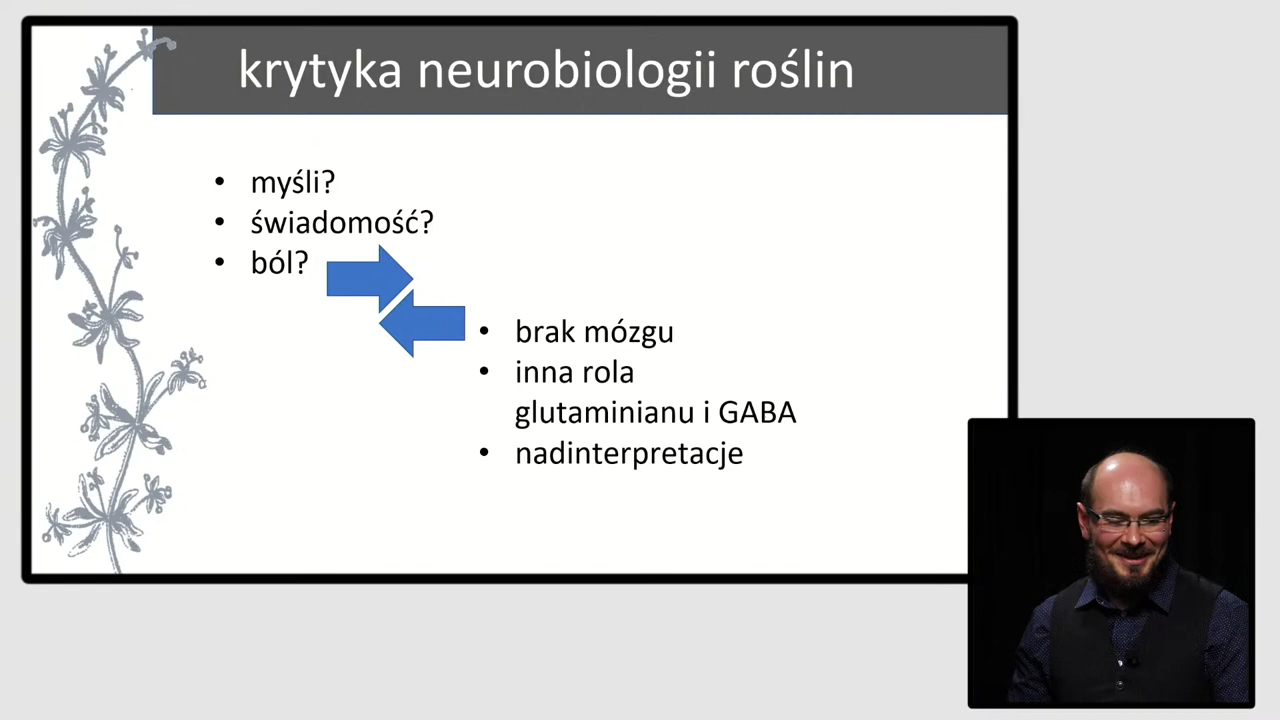 krytyka neurobiologii roślin
• myśli?
• świadomość?
• ból?
• brak mózgu
• inna rola
glutaminianu i GABA
• nadinterpretacje